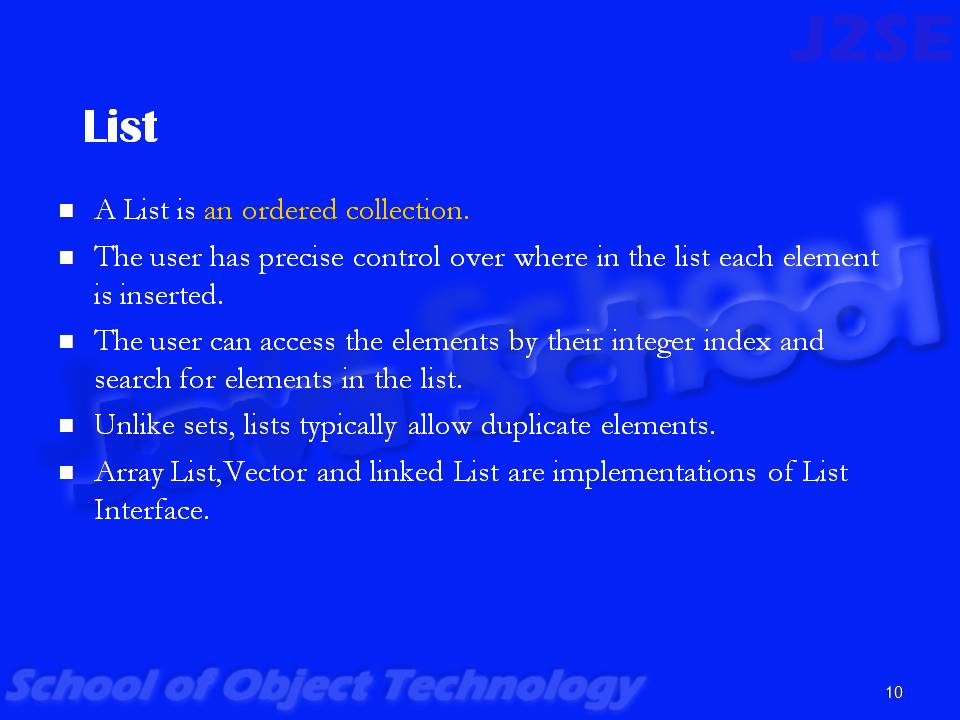 J2SE
List
A List is an ordered collection.
The user has precise control over where in the list each element
is inserted.
The user can access the elements by their integer index and
search for elements in the list.
Unlike sets, lists typically allow duplicate elements.
Array List,Vector and linked List are implementations of List
Interface.
Java School
School of Object Technology
10